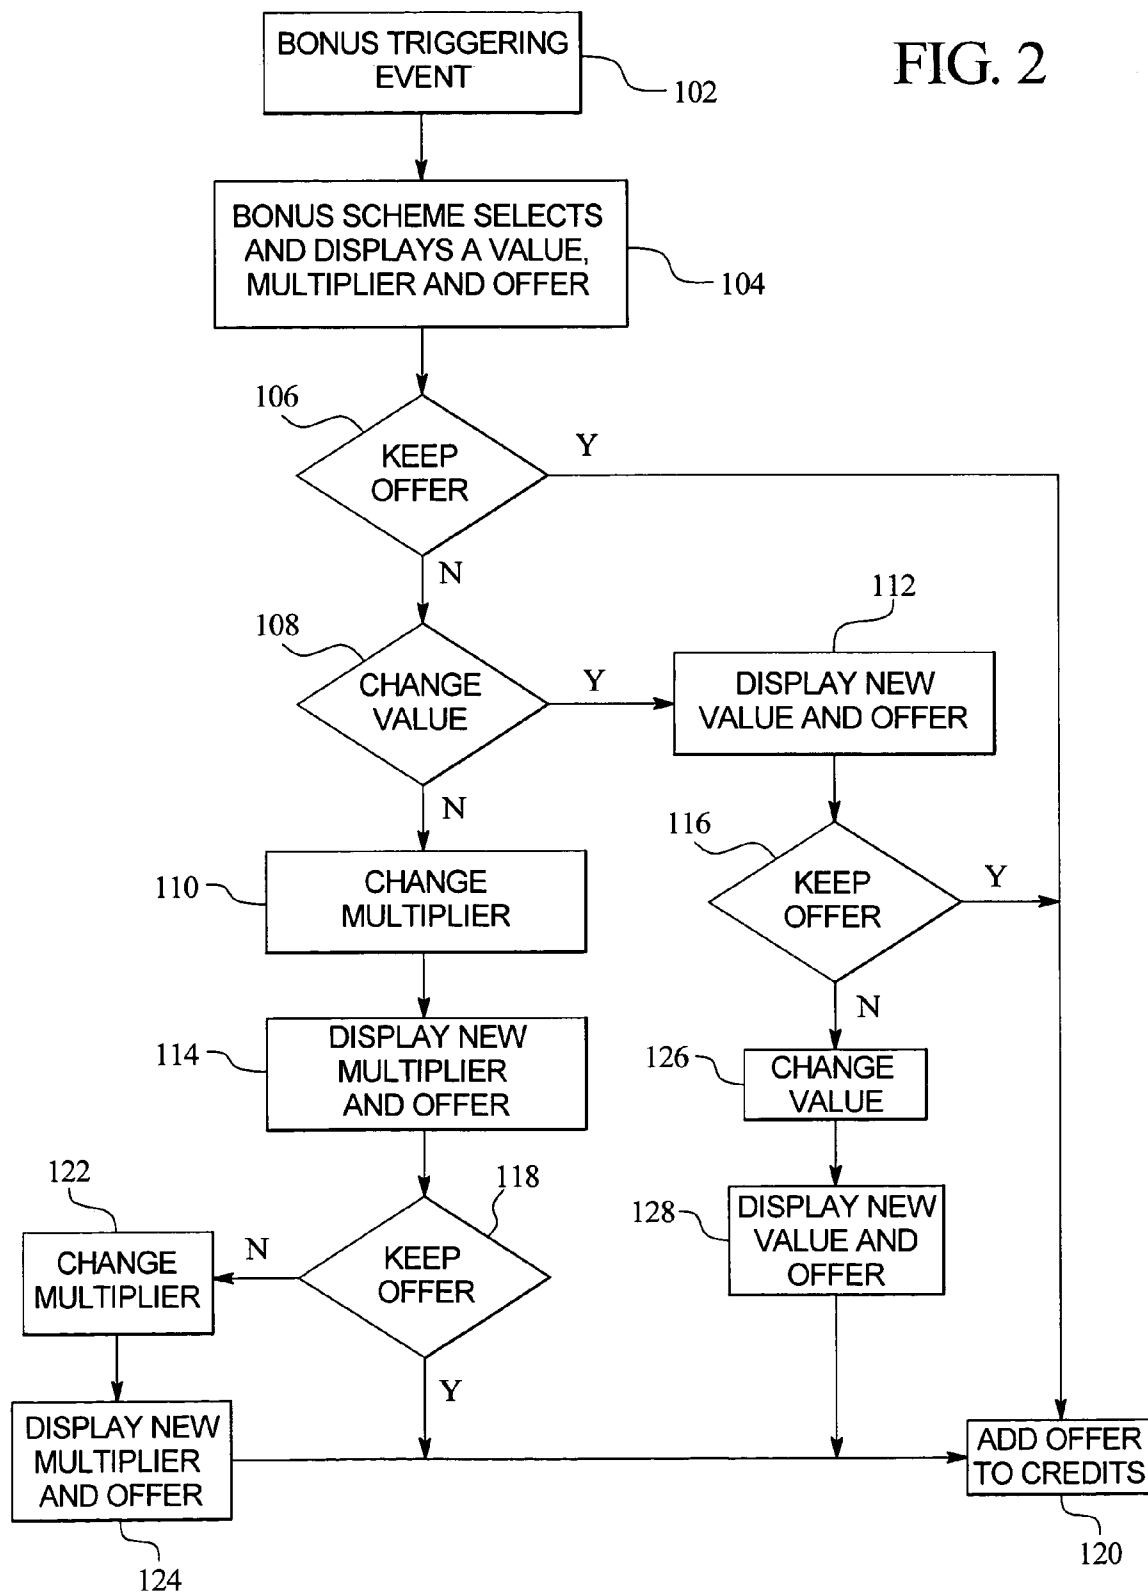 FIG. 2
BONUS TRIGGERING
EVENT
102
BONUS SCHEME SELECTS
AND DISPLAYS A VALUE,
MULTIPLIER AND OFFER
104
106
KEEP
OFFER
Y
N
108
CHANGE
VALUE
Y
N
112
DISPLAY NEW
VALUE AND OFFER
116
KEEP
OFFER
Y
N
110
CHANGE
MULTIPLIER
114
DISPLAY NEW
MULTIPLIER
AND OFFER
126
CHANGE
VALUE
118
KEEP
OFFER
N
Y
128
DISPLAY NEW
VALUE AND
OFFER
122
CHANGE
MULTIPLIER
DISPLAY NEW
MULTIPLIER
AND OFFER
124
ADD OFFER
TO CREDITS
120